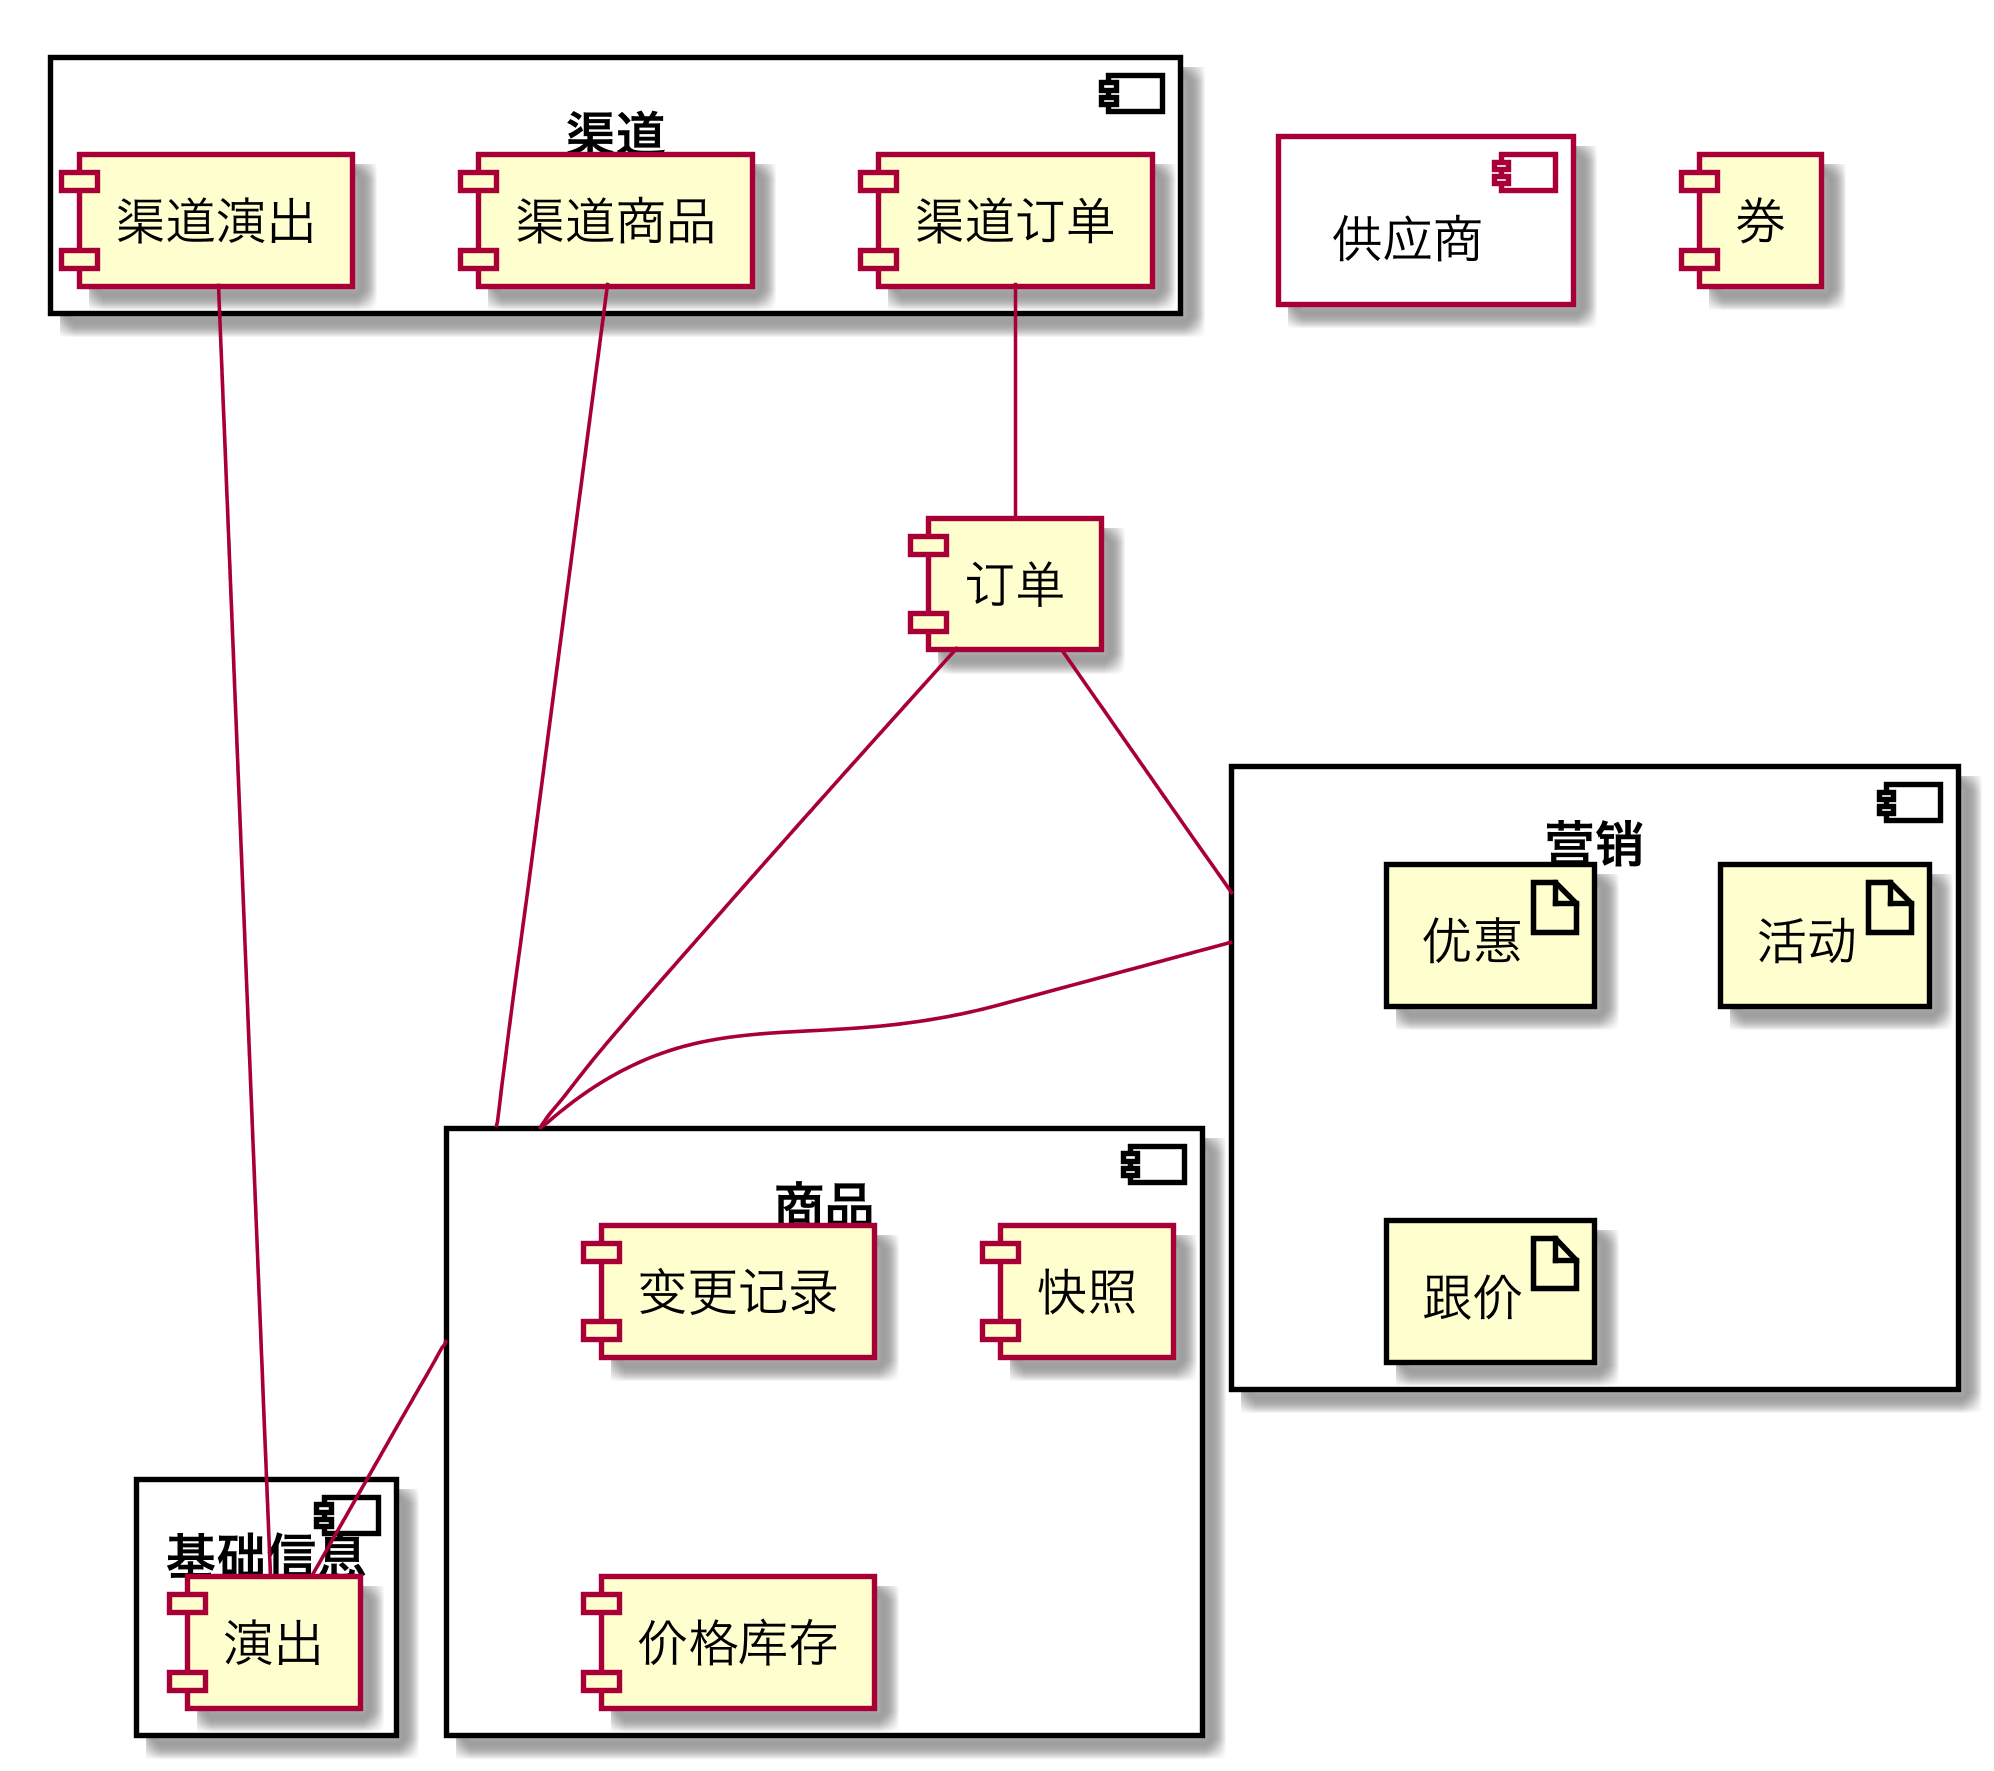 渠道
渠道演出
渠道商品
渠道订单
供应商
券
订单
营销
优惠
活动
商品
变更记录
快照
跟价
基础信息
演出
价格库存